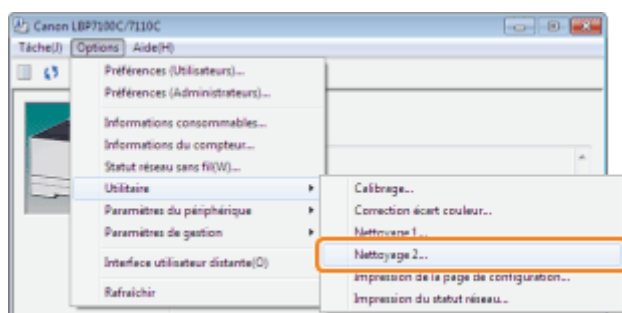 Canon LBP7100C/7110C
Tâche(J) Options Aide(H)
Préférences (Utilisateurs)...
Préférences (Administrateurs)...
Informations consommables...
Informations du compteur...
Statut réseau sans fil(W)...
Utilitaire
Paramètres du périphérique
Paramètres de gestion
Interface utilisateur distante(O)
Rafraîchir
Calibrage...
Correction écart couleur...
Nettoyage 1...
Nettoyage 2...
Impression de la page de configuration...
Impression du statut réseau...